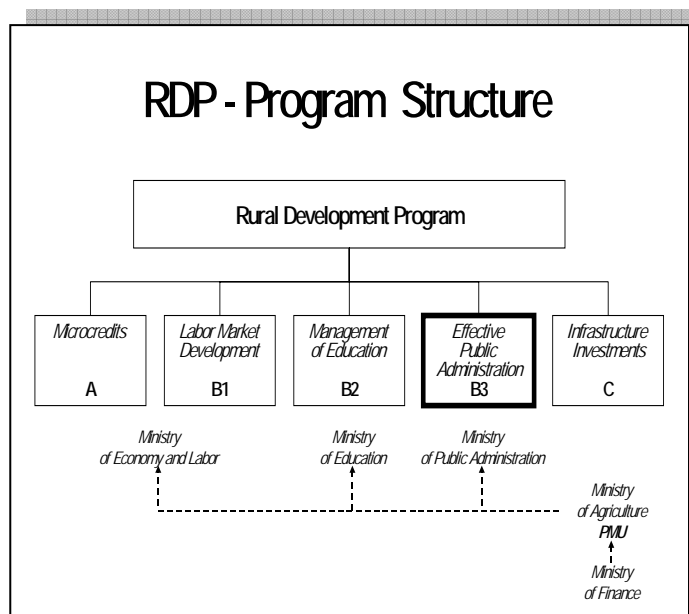 RDP - Program Structure
Rural Development Program
Microcredits
A
Labor Market
Development
B1
Management
of Education
B2
Effective
Public
Administration
B3
Infrastructure
Investments
C
Ministry
of Economy and Labor
Ministry
of Education
Ministry
of Public Administration
Ministry
of Agriculture
PMU
Ministry
of Finance